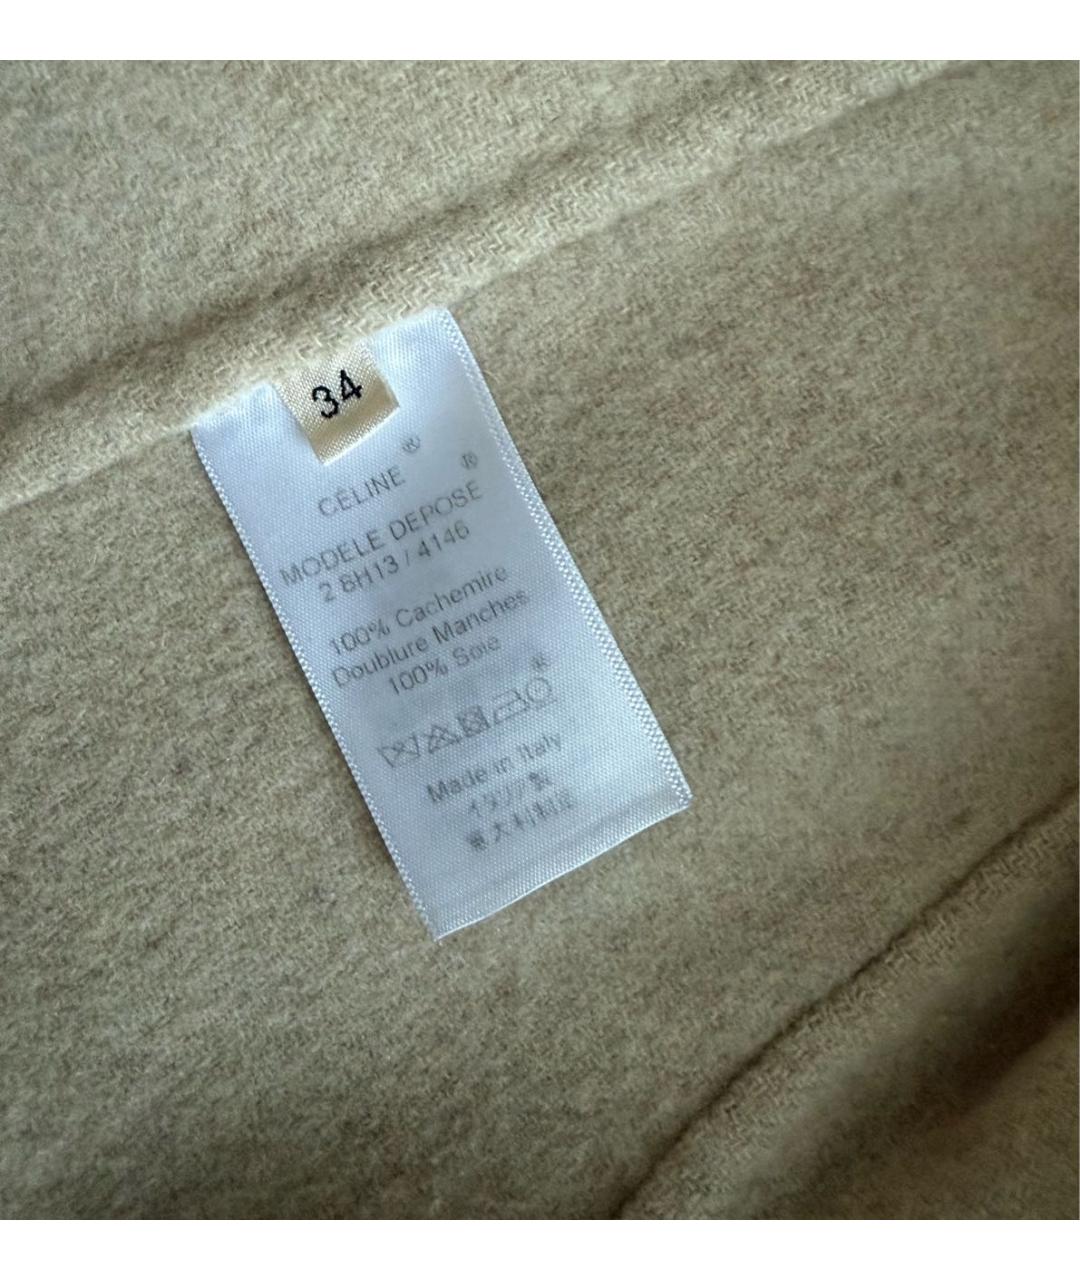 34
CÉLINE ®
MODELE DEPOSE ®
2 8H13 / 4146
100% Cachemire
Doublure Manches
100% Soie
Made in Italy
イタリア製
意大利制造